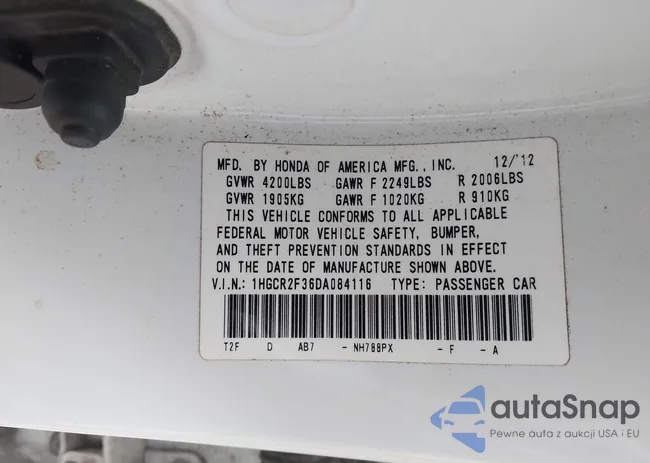 MFD. BY HONDA OF AMERICA MFG., INC. 12/'12
GVWR 4200LBS GAWR F 2249LBS R 2006LBS
GVWR 1905KG GAWR F 1020KG R 910KG
THIS VEHICLE CONFORMS TO ALL APPLICABLE
FEDERAL MOTOR VEHICLE SAFETY, BUMPER,
AND THEFT PREVENTION STANDARDS IN EFFECT
ON THE DATE OF MANUFACTURE SHOWN ABOVE.
V.I.N.: 1HGCR2F36DA084116 TYPE: PASSENGER CAR
T2F D AB7 - NH788PX - F - A
autaSnap
Pewne auta z aukcji USA i EU